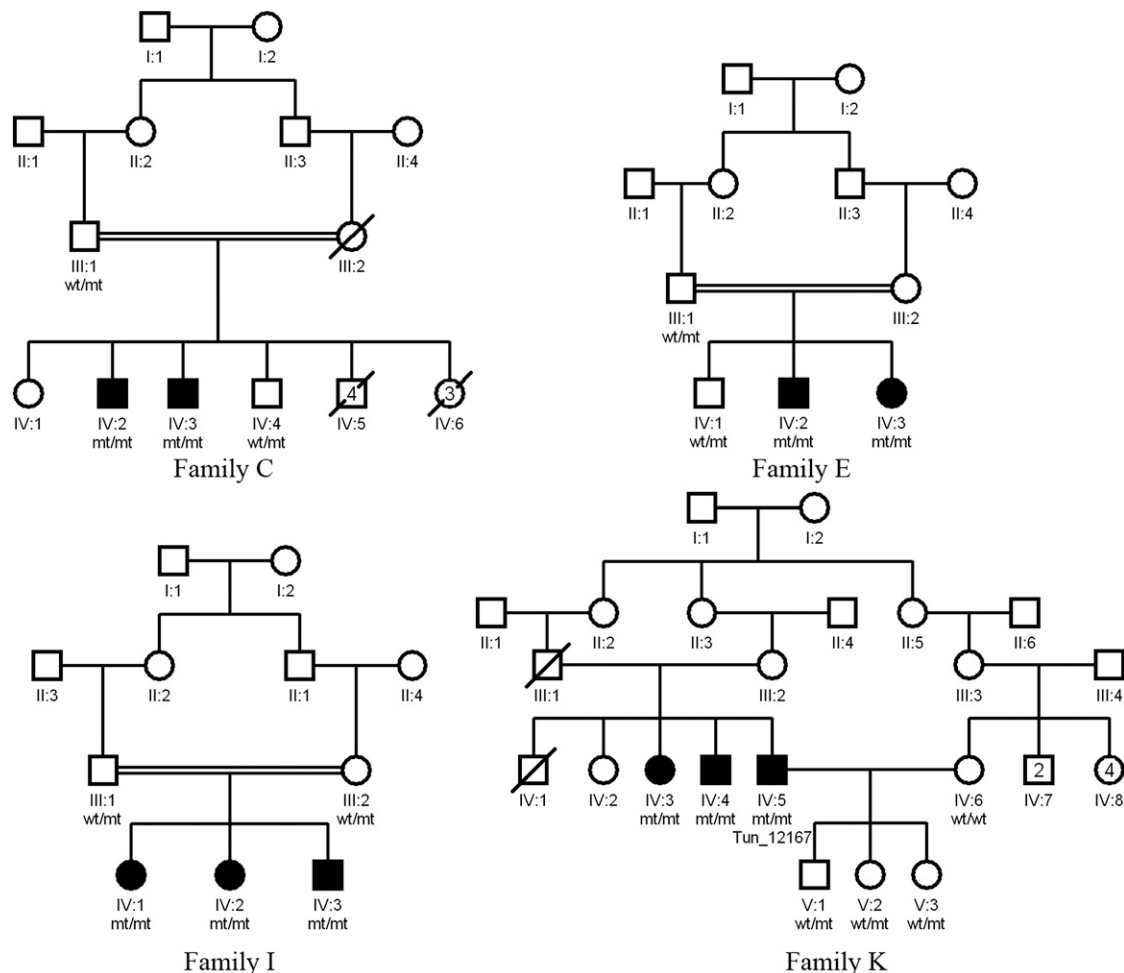 I:1 I:2
II:1 II:2 II:3 II:4
III:1 III:2
wt/mt
4 3
IV:1 IV:2 IV:3 IV:4 IV:5 IV:6
mt/mt mt/mt wt/mt
Family C
I:1 I:2
II:1 II:2 II:3 II:4
III:1 III:2
wt/mt
IV:1 IV:2 IV:3
wt/mt mt/mt mt/mt
Family E
I:1 I:2
II:3 II:2 II:1 II:4
III:1 III:2
wt/mt wt/mt
IV:1 IV:2 IV:3
mt/mt mt/mt mt/mt
Family I
I:1 I:2
II:1 II:2 II:3 II:4 II:5 II:6
III:1 III:2 III:3 III:4
2 4
IV:1 IV:2 IV:3 IV:4 IV:5 IV:6 IV:7 IV:8
mt/mt mt/mt mt/mt wt/wt
Tun_12167
V:1 V:2 V:3
wt/mt wt/mt wt/mt
Family K